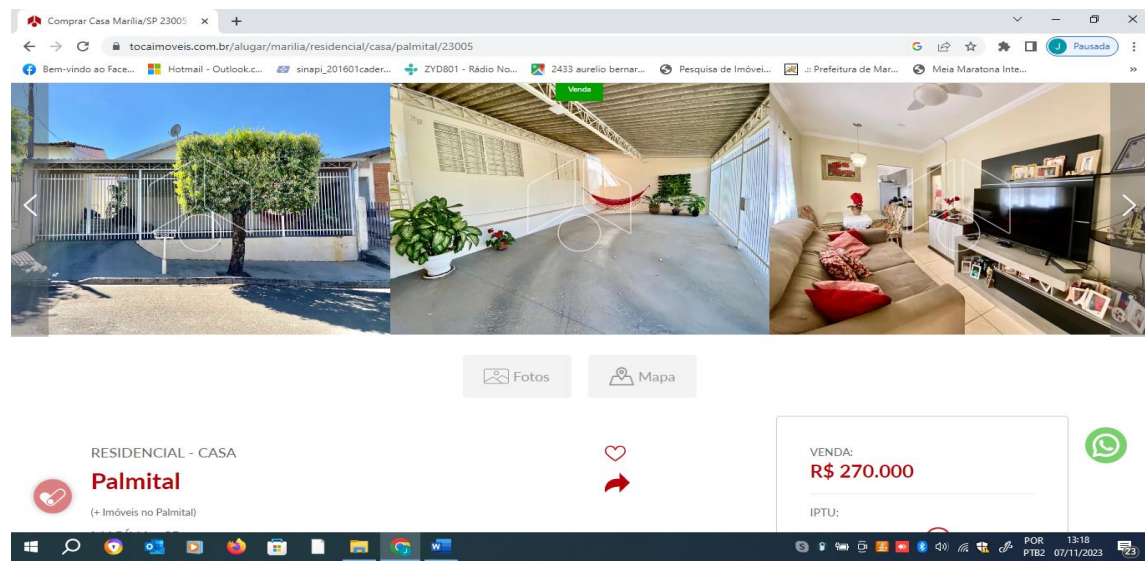 Comprar Casa Marília/SP 23005
tocaimoveis.com.br/alugar/marilia/residencial/casa/palmital/23005
J Pausada
Bem-vindo ao Face... Hotmail - Outlook.c... sinapi_201601cader... ZYD801 - Rádio No... 2433 aurelio bernar... Pesquisa de Imóvei... .:: Prefeitura de Mar... Meia Maratona Inte... »
Venda
Fotos Mapa
RESIDENCIAL - CASA
Palmital
(+ Imóveis no Palmital)
VENDA:
R$ 270.000
IPTU:
POR 13:18
PTB2 07/11/2023 23